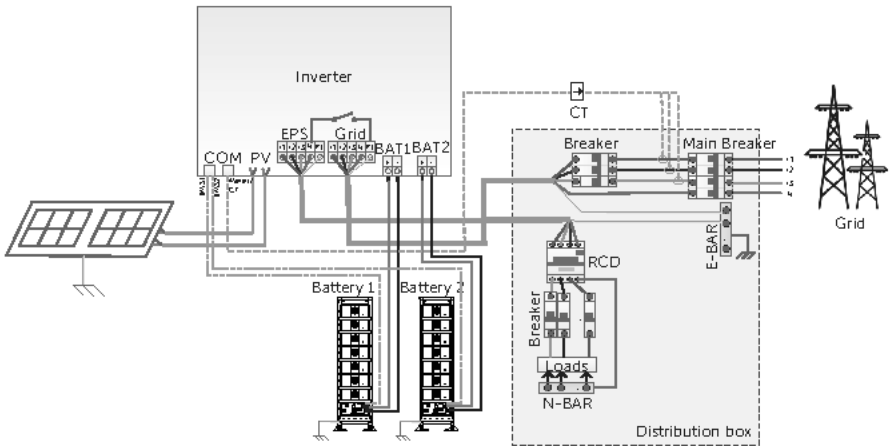 Inverter
EPS
Grid
BAT1
BAT2
COM
PV
CT
Breaker
Main Breaker
Grid
E-BAR
RCD
Battery 1
Battery 2
Breaker
Loads
N-BAR
Distribution box